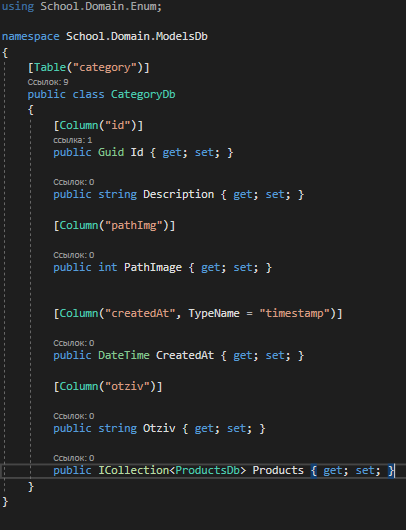 using School.Domain.Enum;
namespace School.Domain.ModelsDb
{
[Table("category")]
Ссылок: 9
public class CategoryDb
{
[Column("id")]
ссылка: 1
public Guid Id { get; set; }
Ссылок: 0
public string Description { get; set; }
[Column("pathImg")]
Ссылок: 0
public int PathImage { get; set; }
[Column("createdAt", TypeName = "timestamp")]
Ссылок: 0
public DateTime CreatedAt { get; set; }
[Column("otziv")]
Ссылок: 0
public string Otziv { get; set; }
Ссылок: 0
public ICollection<ProductsDb> Products { get; set; }
}
}